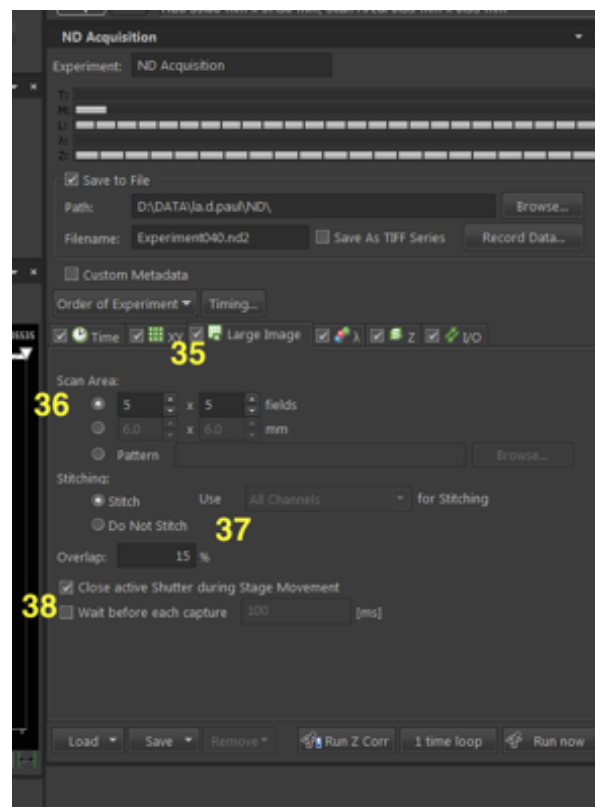 ND Acquisition
Experiment: ND Acquisition
T:
M:
L:
λ:
Z:
Save to File
Path: D:\DATA\la.d.paul\ND\ Browse...
Filename: Experiment040.nd2 Save As TIFF Series Record Data...
Custom Metadata
Order of Experiment Timing...
Time XY Large Image λ Z I/O
35
Scan Area:
36
5 x 5 fields
6.0 x 6.0 mm
Pattern Browse...
Stitching:
Stitch Use All Channels for Stitching
Do Not Stitch
37
Overlap: 15 %
Close active Shutter during Stage Movement
38
Wait before each capture 100 [ms]
Load Save Remove Run Z Corr 1 time loop Run now